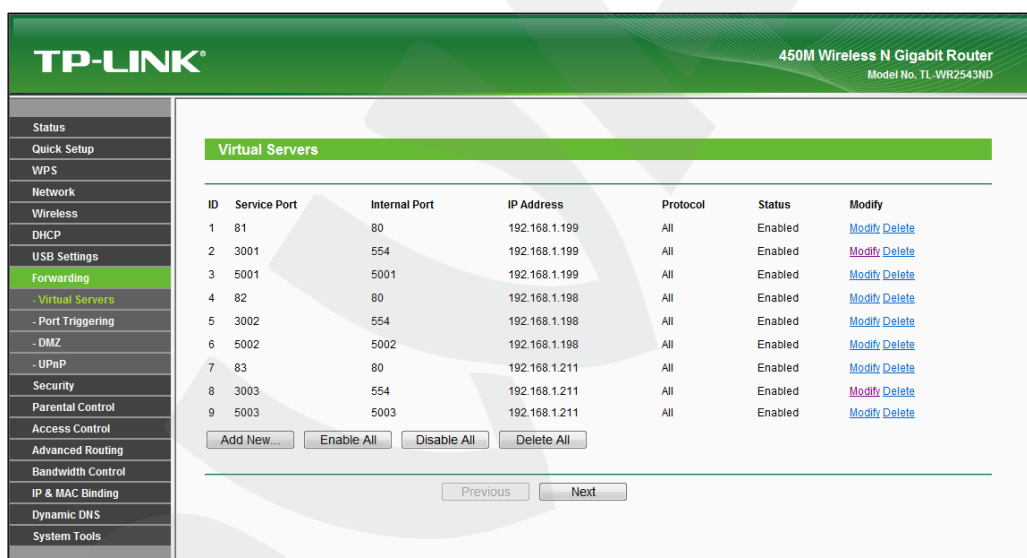 TP-LINK®
450M Wireless N Gigabit Router
Model No. TL-WR2543ND
Status
Quick Setup
WPS
Network
Wireless
DHCP
USB Settings
Forwarding
- Virtual Servers
- Port Triggering
- DMZ
- UPnP
Security
Parental Control
Access Control
Advanced Routing
Bandwidth Control
IP & MAC Binding
Dynamic DNS
System Tools
Virtual Servers
ID Service Port Internal Port IP Address Protocol Status Modify
1 81 80 192.168.1.199 All Enabled Modify Delete
2 3001 554 192.168.1.199 All Enabled Modify Delete
3 5001 5001 192.168.1.199 All Enabled Modify Delete
4 82 80 192.168.1.198 All Enabled Modify Delete
5 3002 554 192.168.1.198 All Enabled Modify Delete
6 5002 5002 192.168.1.198 All Enabled Modify Delete
7 83 80 192.168.1.211 All Enabled Modify Delete
8 3003 554 192.168.1.211 All Enabled Modify Delete
9 5003 5003 192.168.1.211 All Enabled Modify Delete
Add New... Enable All Disable All Delete All
Previous Next